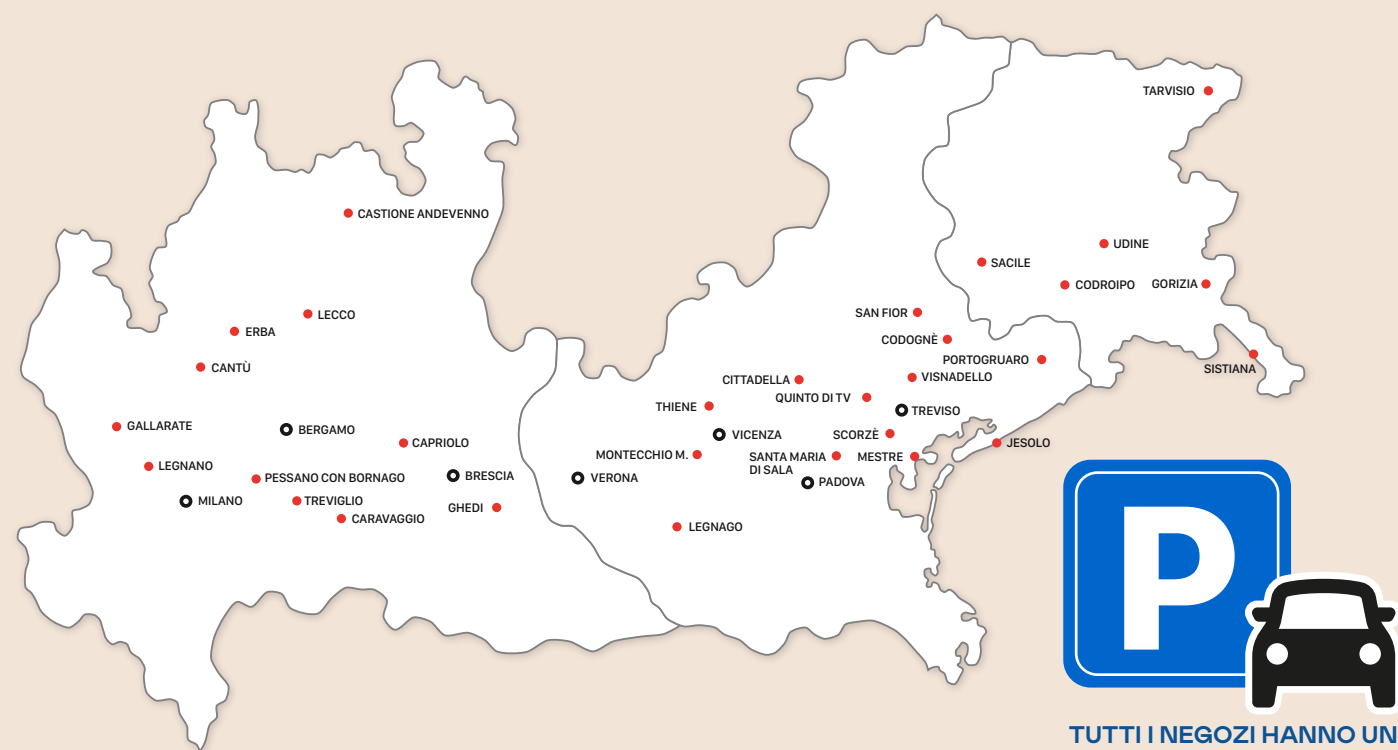 TARVISIO
CASTIONE ANDEVENNO
UDINE
SACILE
CODROIPO
GORIZIA
LECCO
SAN FIOR
ERBA
CODOGNÈ
PORTOGRUARO
CANTÙ
SISTIANA
VISNADELLO
CITTADELLA
QUINTO DI TV
THIENE
TREVISO
GALLARATE
BERGAMO
VICENZA
SCORZÈ
CAPRIOLO
JESOLO
MONTECCHIO M.
SANTA MARIA
DI SALA
MESTRE
LEGNANO
PESSANO CON BORNAGO
BRESCIA
VERONA
PADOVA
MILANO
TREVIGLIO
GHEDI
CARAVAGGIO
LEGNAGO
P
TUTTI I NEGOZI HANNO UN